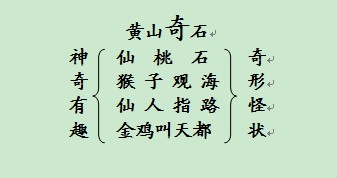 黄山奇石
神 仙桃石 奇
奇 猴子观海 形
有 仙人指路 怪
趣 金鸡叫天都 状